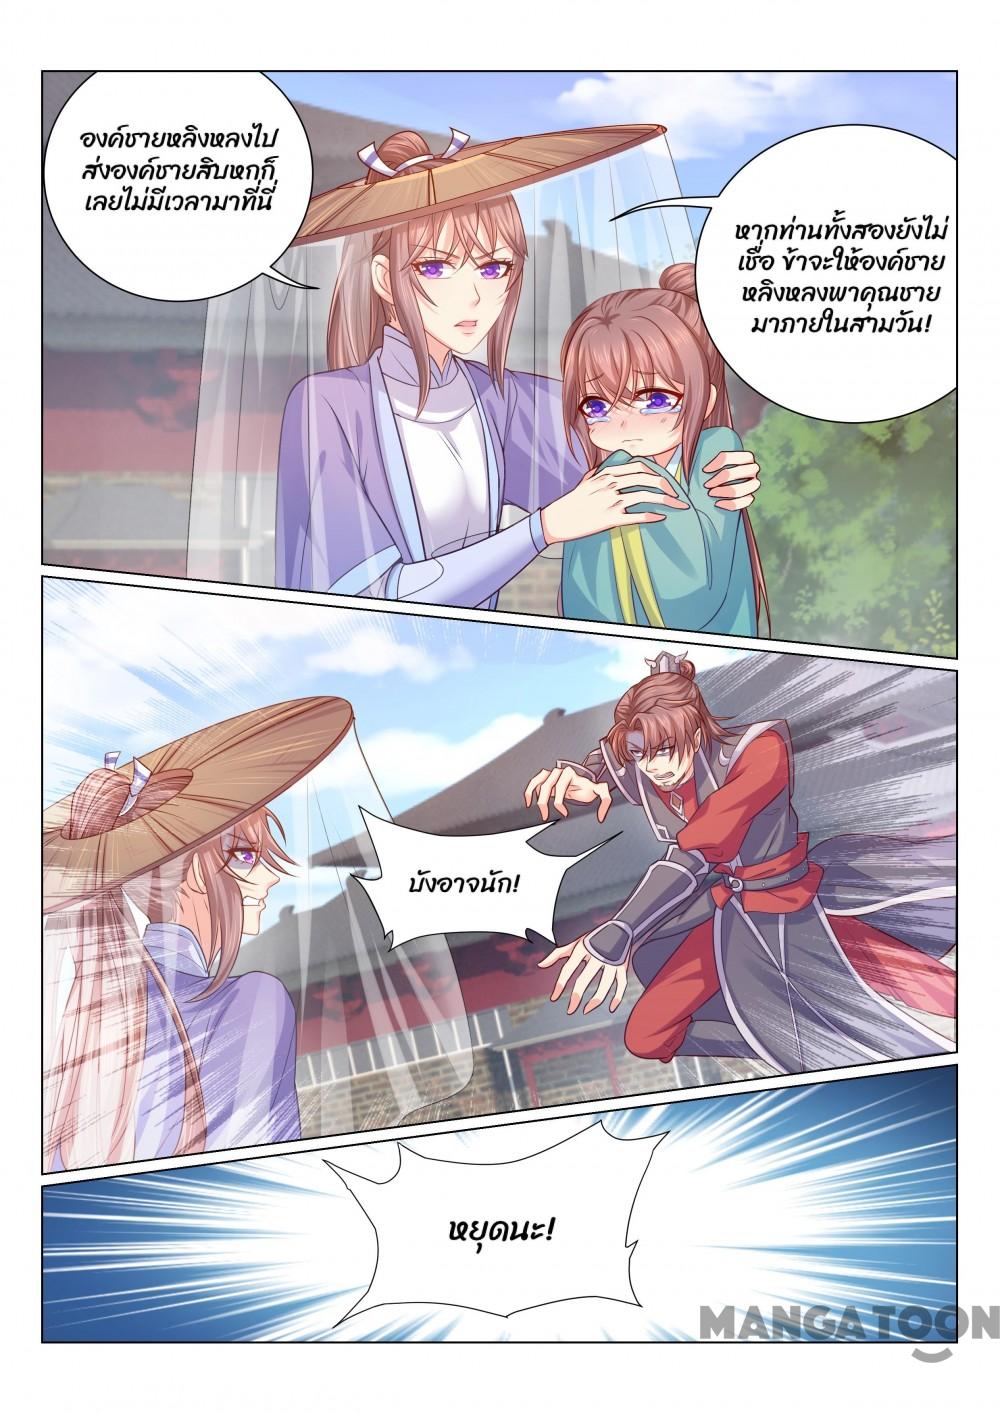 องค์ชายหลิงหลงไป
ส่งองค์ชายสิบหกก็
เลยไม่มีเวลามาที่นี่
หากท่านทั้งสองยังไม่
เชื่อ ข้าจะให้องค์ชาย
หลิงหลงพาคุณชาย
มาภายในสามวัน!
บังอาจนัก!
หยุดนะ!
MANGATOON